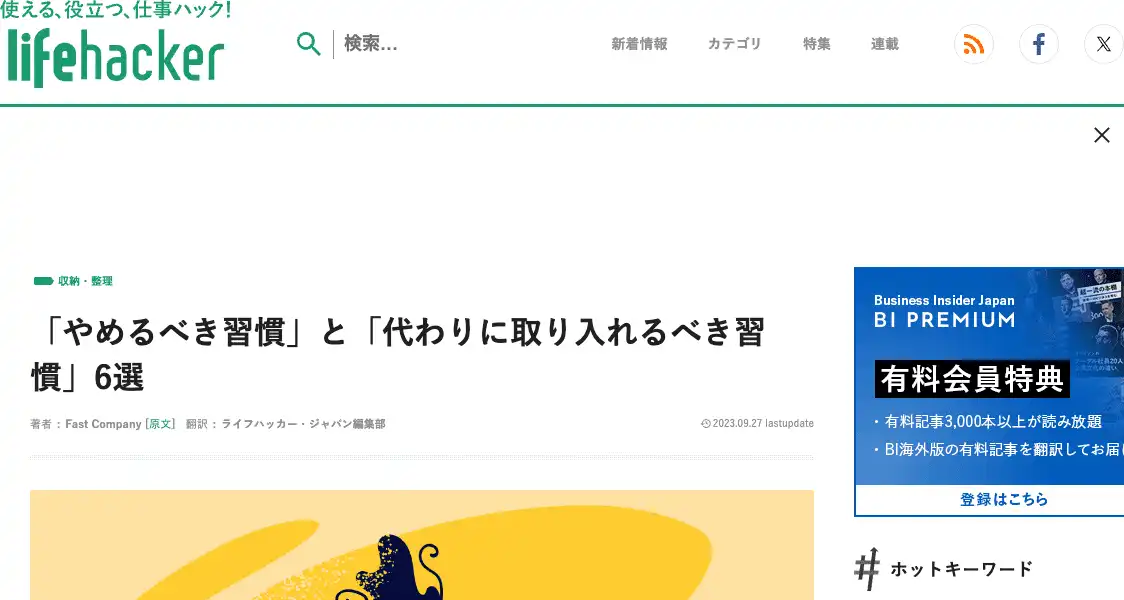 使える、役立つ、仕事ハック!
lifehacker
検索...
新着情報 カテゴリ 特集 連載
収納・整理
「やめるべき習慣」と「代わりに取り入れるべき習
慣」6選
著者 : Fast Company [原文] 翻訳 : ライフハッカー・ジャパン編集部
2023.09.27 lastupdate
Business Insider Japan
BI PREMIUM
有料会員特典
・有料記事3,000本以上が読み放題
・BI海外版の有料記事を翻訳してお届け
登録はこちら
# ホットキーワード